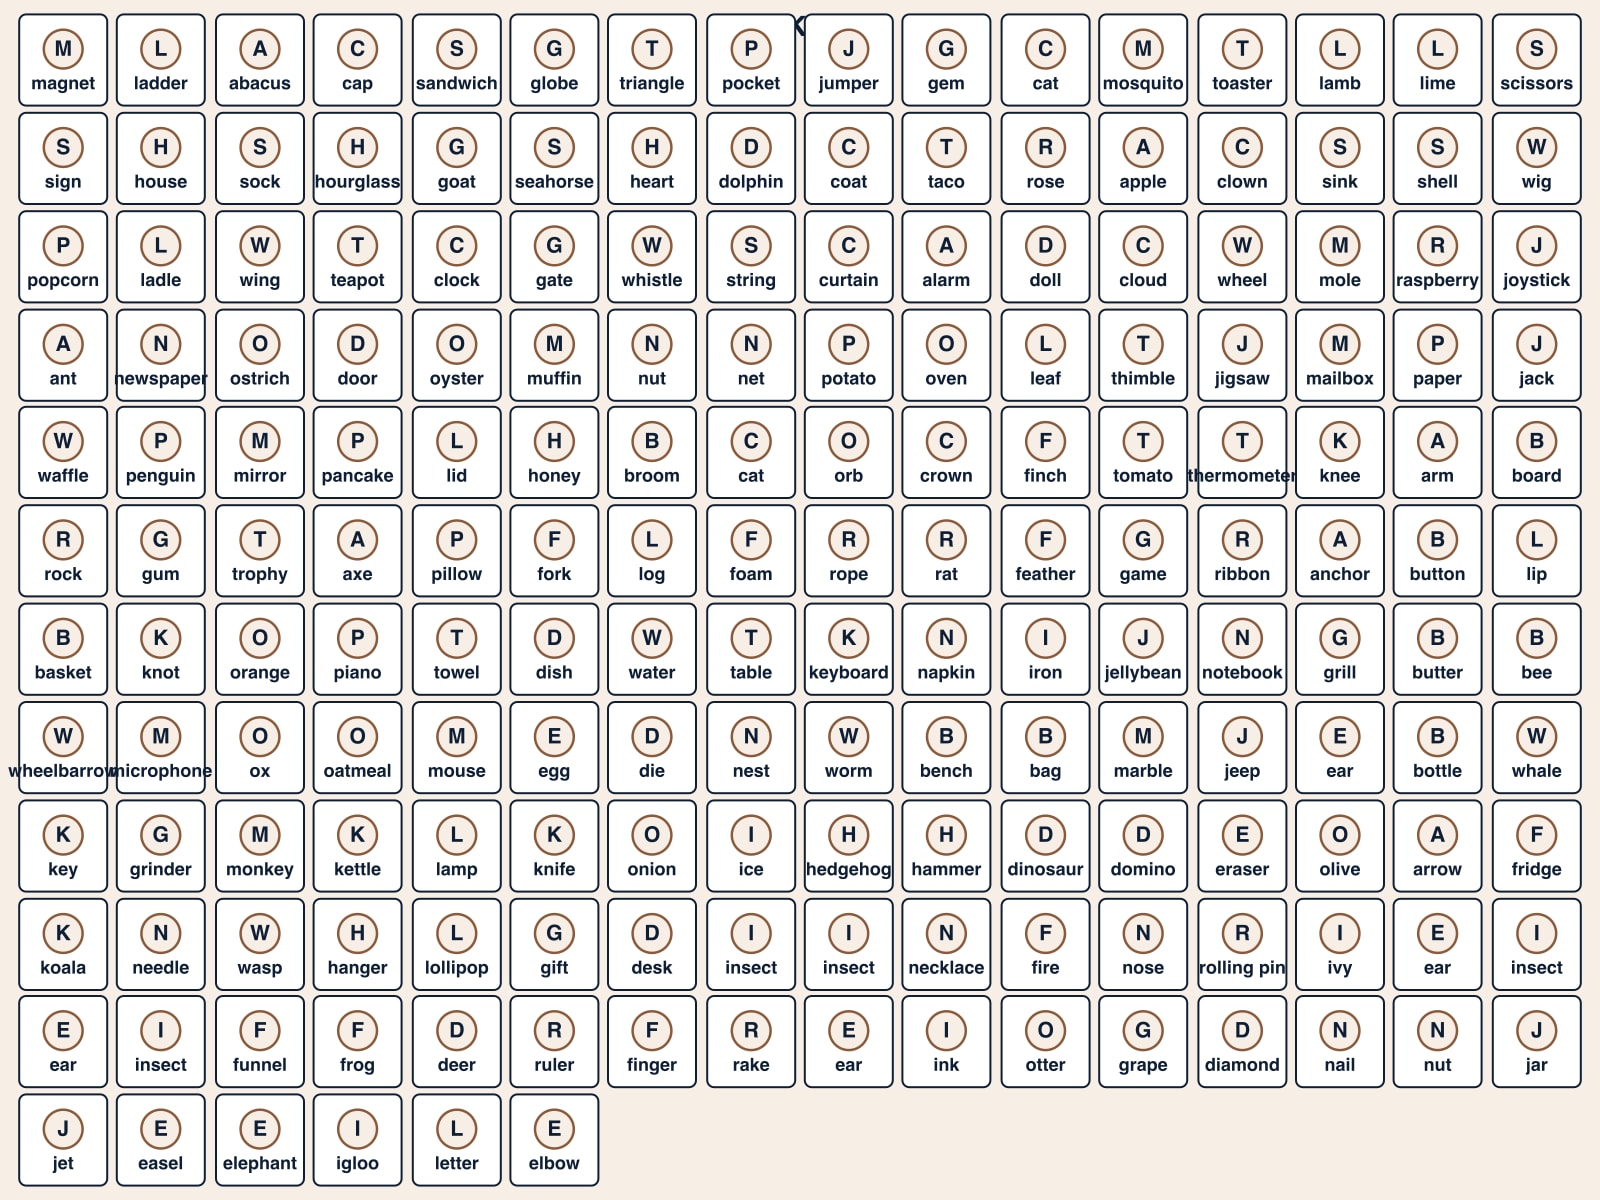 M L A C S G T P J G C M T L L S
magnet ladder abacus cap sandwich globe triangle pocket jumper gem cat mosquito toaster lamb lime scissors
S H S H G S H D C T R A C S S W
sign house sock hourglass goat seahorse heart dolphin coat taco rose apple clown sink shell wig
P L W T C G W S C A D C W M R J
popcorn ladle wing teapot clock gate whistle string curtain alarm doll cloud wheel mole raspberry joystick
A N O D O M N N P O L T J M P J
ant newspaper ostrich door oyster muffin nut net potato oven leaf thimble jigsaw mailbox paper jack
W P M P L H B C O C F T T K A B
waffle penguin mirror pancake lid honey broom cat orb crown finch tomato thermometer knee arm board
R G T A P F L F R R F G R A B L
rock gum trophy axe pillow fork log foam rope rat feather game ribbon anchor button lip
B K O P T D W T K N I J N G B B
basket knot orange piano towel dish water table keyboard napkin iron jellybean notebook grill butter bee
W M O O M E D N W B B M J E B W
wheelbarrow microphone ox oatmeal mouse egg die nest worm bench bag marble jeep ear bottle whale
K G M K L K O I H H D D E O A F
key grinder monkey kettle lamp knife onion ice hedgehog hammer dinosaur domino eraser olive arrow fridge
K N W H L G D I I N F N R I E I
koala needle wasp hanger lollipop gift desk insect insect necklace fire nose rolling pin ivy ear insect
E I F F D R F R E I O G D N N J
ear insect funnel frog deer ruler finger rake ear ink otter grape diamond nail nut jar
J E E I L E
jet easel elephant igloo letter elbow